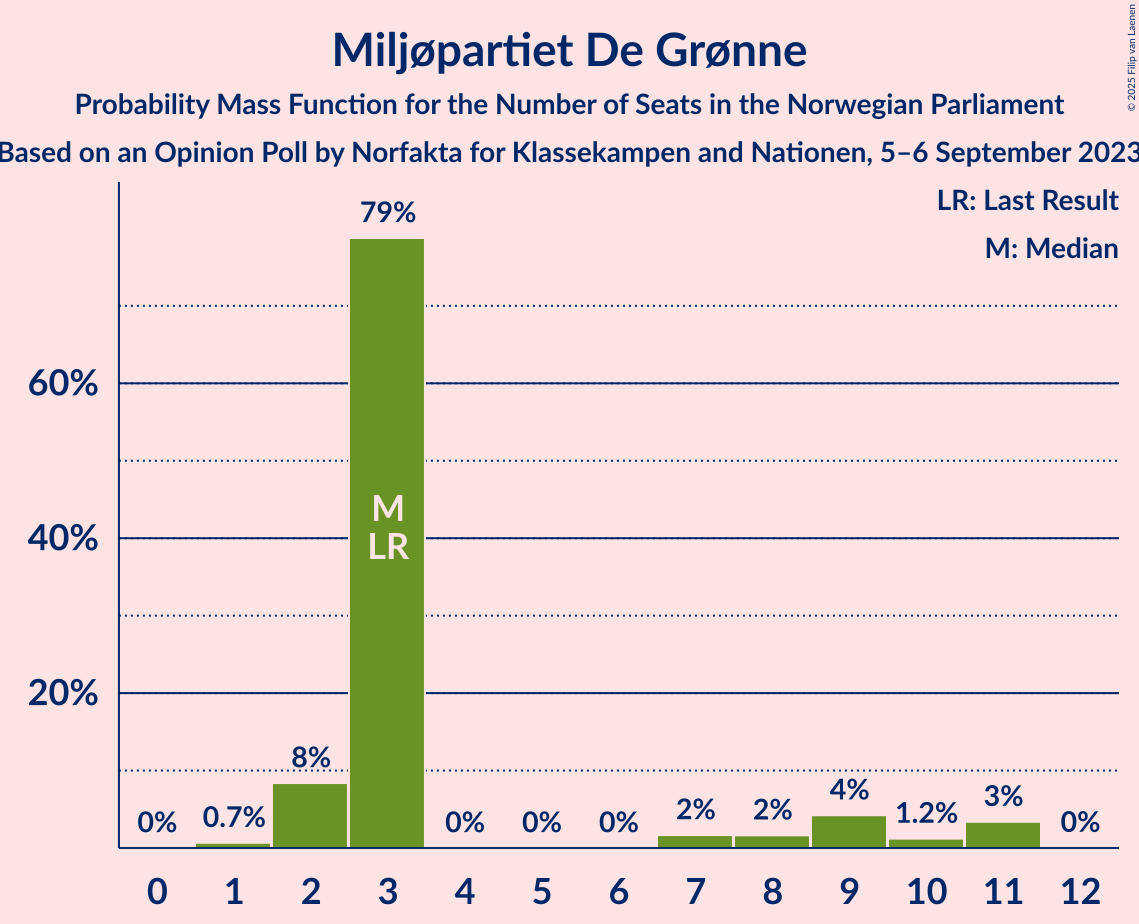 Miljøpartiet De Grønne
Probability Mass Function for the Number of Seats in the Norwegian Parliament
Based on an Opinion Poll by Norfakta for Klassekampen and Nationen, 5–6 September 2023
© 2025 Filip van Laenen
LR: Last Result
M: Median
60%
40%
20%
0%
0.7%
8%
79%
M
LR
0%
0%
0%
2%
2%
4%
1.2%
3%
0%
0 1 2 3 4 5 6 7 8 9 10 11 12